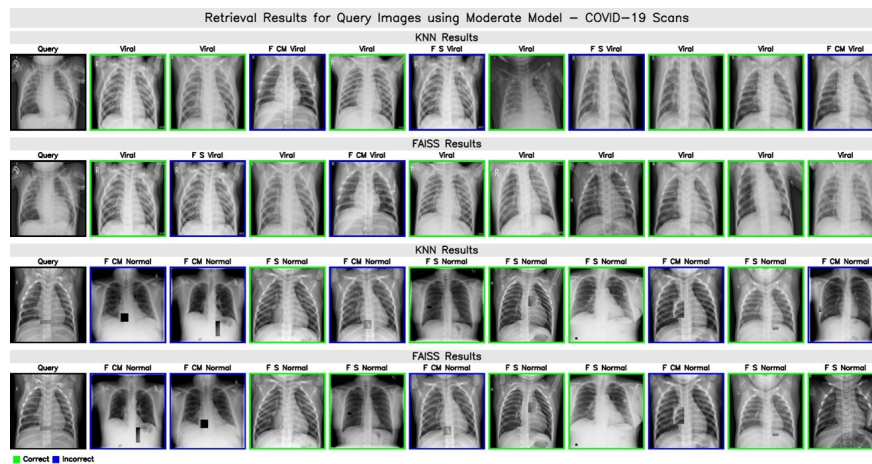 Retrieval Results for Query Images using Moderate Model – COVID-19 Scans
KNN Results
Query Viral Viral F CM Viral Viral F S Viral Viral F S Viral Viral Viral F CM Viral
FAISS Results
Query Viral F S Viral Viral F CM Viral Viral Viral Viral Viral Viral Viral
KNN Results
Query F CM Normal F CM Normal F S Normal F CM Normal F S Normal F S Normal F S Normal F CM Normal F S Normal F CM Normal
FAISS Results
Query F CM Normal F CM Normal F S Normal F S Normal F CM Normal F S Normal F S Normal F CM Normal F S Normal F S Normal
Correct Incorrect